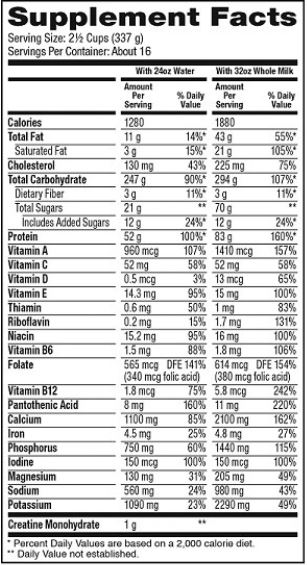 Supplement Facts
Serving Size: 2½ Cups (337 g)
Servings Per Container: About 16
With 24oz Water With 32oz Whole Milk
Amount Per Serving % Daily Value Amount Per Serving % Daily Value
Calories 1280 1880
Total Fat 11 g 14%* 43 g 55%*
Saturated Fat 3 g 15%* 21 g 105%*
Cholesterol 130 mg 43% 225 mg 75%
Total Carbohydrate 247 g 90%* 294 g 107%*
Dietary Fiber 3 g 11%* 3 g 11%*
Total Sugars 21 g ** 70 g **
Includes Added Sugars 12 g 24%* 12 g 24%*
Protein 52 g 100%* 83 g 160%*
Vitamin A 960 mcg 107% 1410 mcg 157%
Vitamin C 52 mg 58% 52 mg 58%
Vitamin D 0.5 mcg 3% 13 mcg 65%
Vitamin E 14.3 mg 95% 15 mg 100%
Thiamin 0.6 mg 50% 1 mg 83%
Riboflavin 0.2 mg 15% 1.7 mg 131%
Niacin 15.2 mg 95% 16 mg 100%
Vitamin B6 1.5 mg 88% 1.8 mg 106%
Folate 565 mcg DFE 141% 614 mcg DFE 154%
(340 mcg folic acid) (380 mcg folic acid)
Vitamin B12 1.8 mcg 75% 5.8 mcg 242%
Pantothenic Acid 8 mg 160% 11 mg 220%
Calcium 1100 mg 85% 2100 mg 162%
Iron 4.5 mg 25% 4.8 mg 27%
Phosphorus 750 mg 60% 1440 mg 115%
Iodine 150 mcg 100% 150 mcg 100%
Magnesium 130 mg 31% 205 mg 49%
Sodium 560 mg 24% 980 mg 43%
Potassium 1090 mg 23% 2290 mg 49%
Creatine Monohydrate 1 g **
* Percent Daily Values are based on a 2,000 calorie diet.
** Daily Value not established.